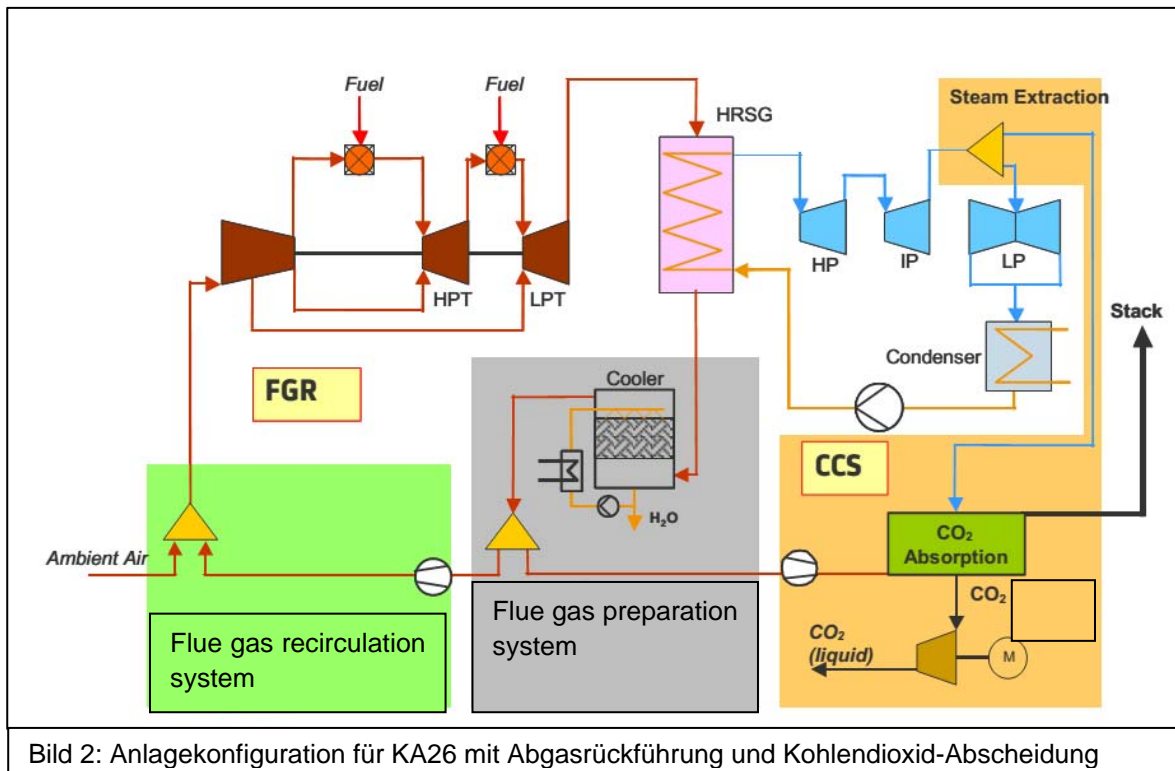 Fuel
Fuel
HRSG
Steam Extraction
HPT
LPT
HP
IP
LP
Stack
Condenser
FGR
Cooler
CCS
H₂O
CO₂
Absorption
Ambient Air
CO₂
Flue gas recirculation
system
Flue gas preparation
system
CO₂
(liquid)
M
Bild 2: Anlagekonfiguration für KA26 mit Abgasrückführung und Kohlendioxid-Abscheidung